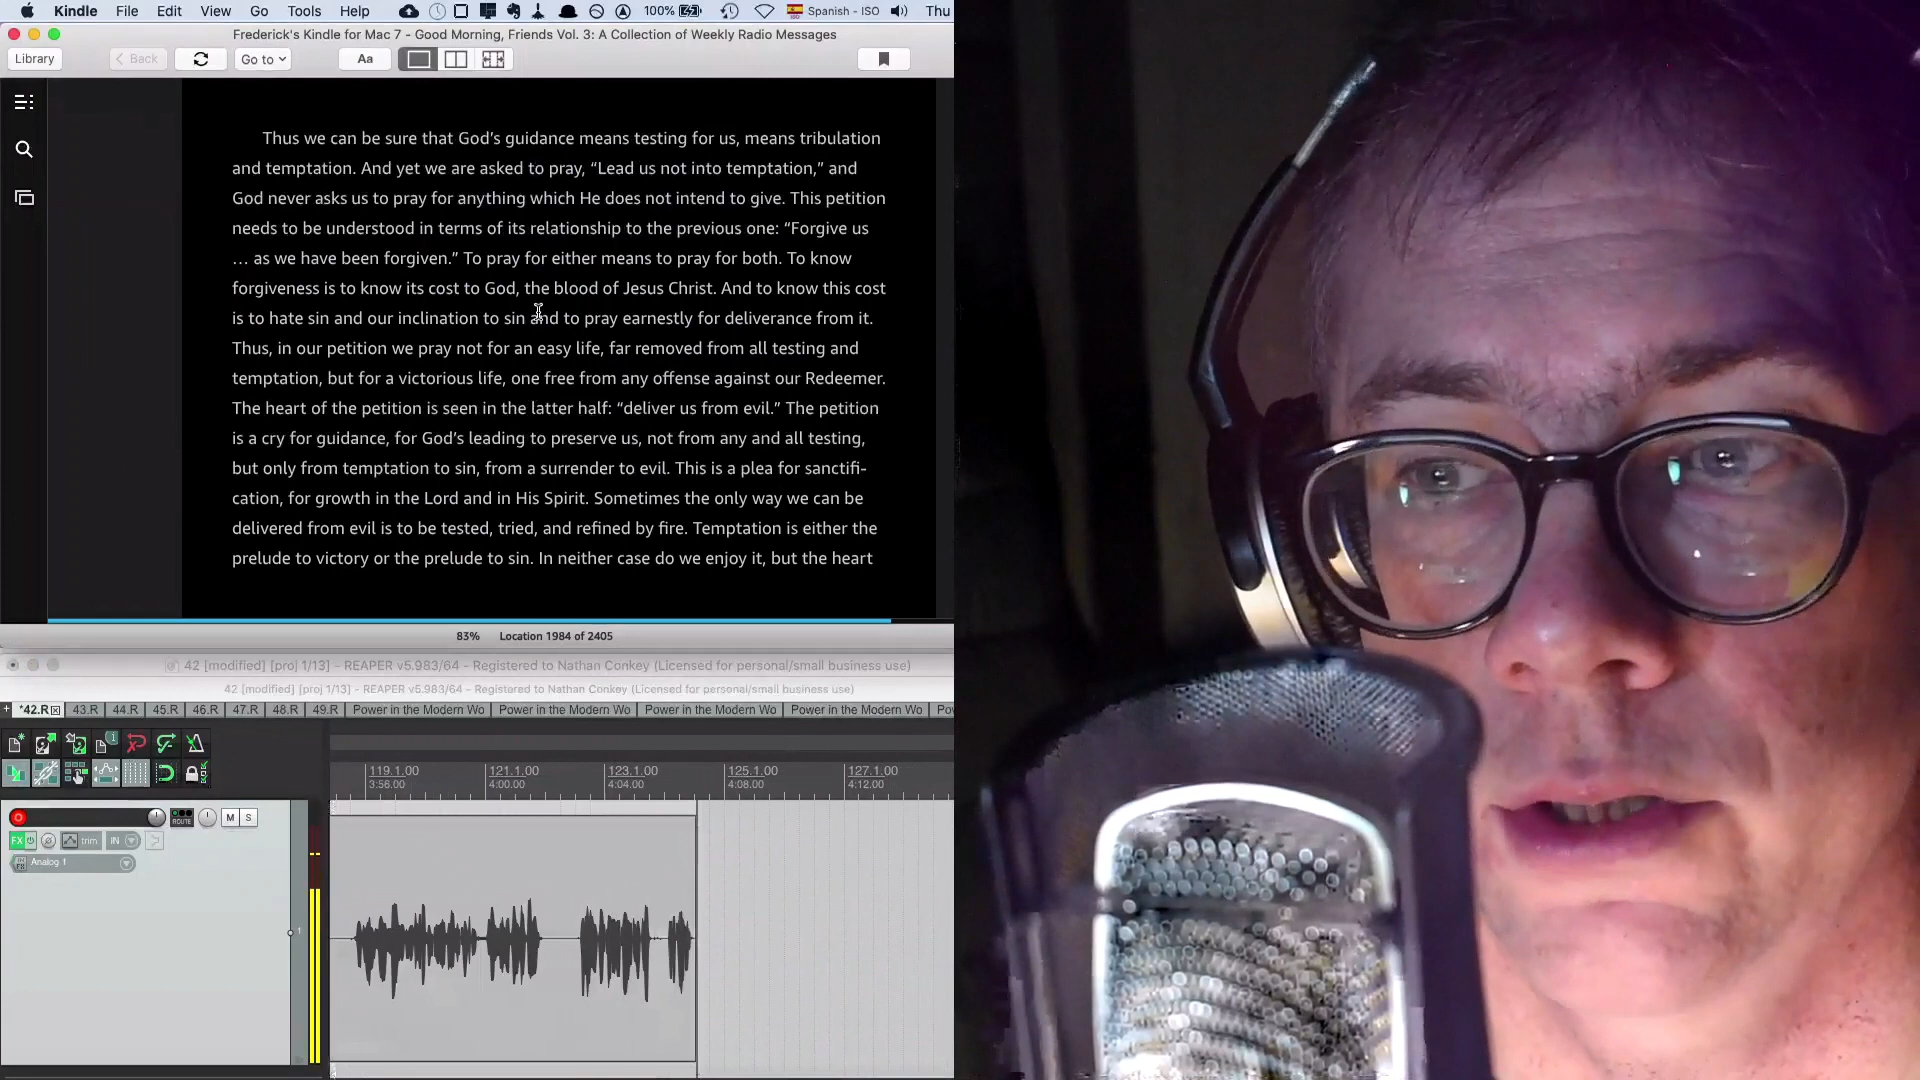 Kindle File Edit View Go Tools Help 100% Spanish - ISO Thu
Frederick's Kindle for Mac 7 - Good Morning, Friends Vol. 3: A Collection of Weekly Radio Messages
Library Back Go to Aa
Thus we can be sure that God’s guidance means testing for us, means tribulation
and temptation. And yet we are asked to pray, “Lead us not into temptation,” and
God never asks us to pray for anything which He does not intend to give. This petition
needs to be understood in terms of its relationship to the previous one: “Forgive us
… as we have been forgiven.” To pray for either means to pray for both. To know
forgiveness is to know its cost to God, the blood of Jesus Christ. And to know this cost
is to hate sin and our inclination to sin and to pray earnestly for deliverance from it.
Thus, in our petition we pray not for an easy life, far removed from all testing and
temptation, but for a victorious life, one free from any offense against our Redeemer.
The heart of the petition is seen in the latter half: “deliver us from evil.” The petition
is a cry for guidance, for God’s leading to preserve us, not from any and all testing,
but only from temptation to sin, from a surrender to evil. This is a plea for sanctifi-
cation, for growth in the Lord and in His Spirit. Sometimes the only way we can be
delivered from evil is to be tested, tried, and refined by fire. Temptation is either the
prelude to victory or the prelude to sin. In neither case do we enjoy it, but the heart
83% Location 1984 of 2405
42 [modified] [proj 1/13] - REAPER v5.983/64 - Registered to Nathan Conkey (Licensed for personal/small business use)
42 [modified] [proj 1/13] - REAPER v5.983/64 - Registered to Nathan Conkey (Licensed for personal/small business use)
+ *42.R 43.R 44.R 45.R 46.R 47.R 48.R 49.R Power in the Modern Wo Power in the Modern Wo Power in the Modern Wo Power in the Modern Wo Po
119.1.00 121.1.00 123.1.00 125.1.00 127.1.00
3:56.00 4:00.00 4:04.00 4:08.00 4:12.00
ROUTE M S
FX trim IN
IN FX Analog 1
1